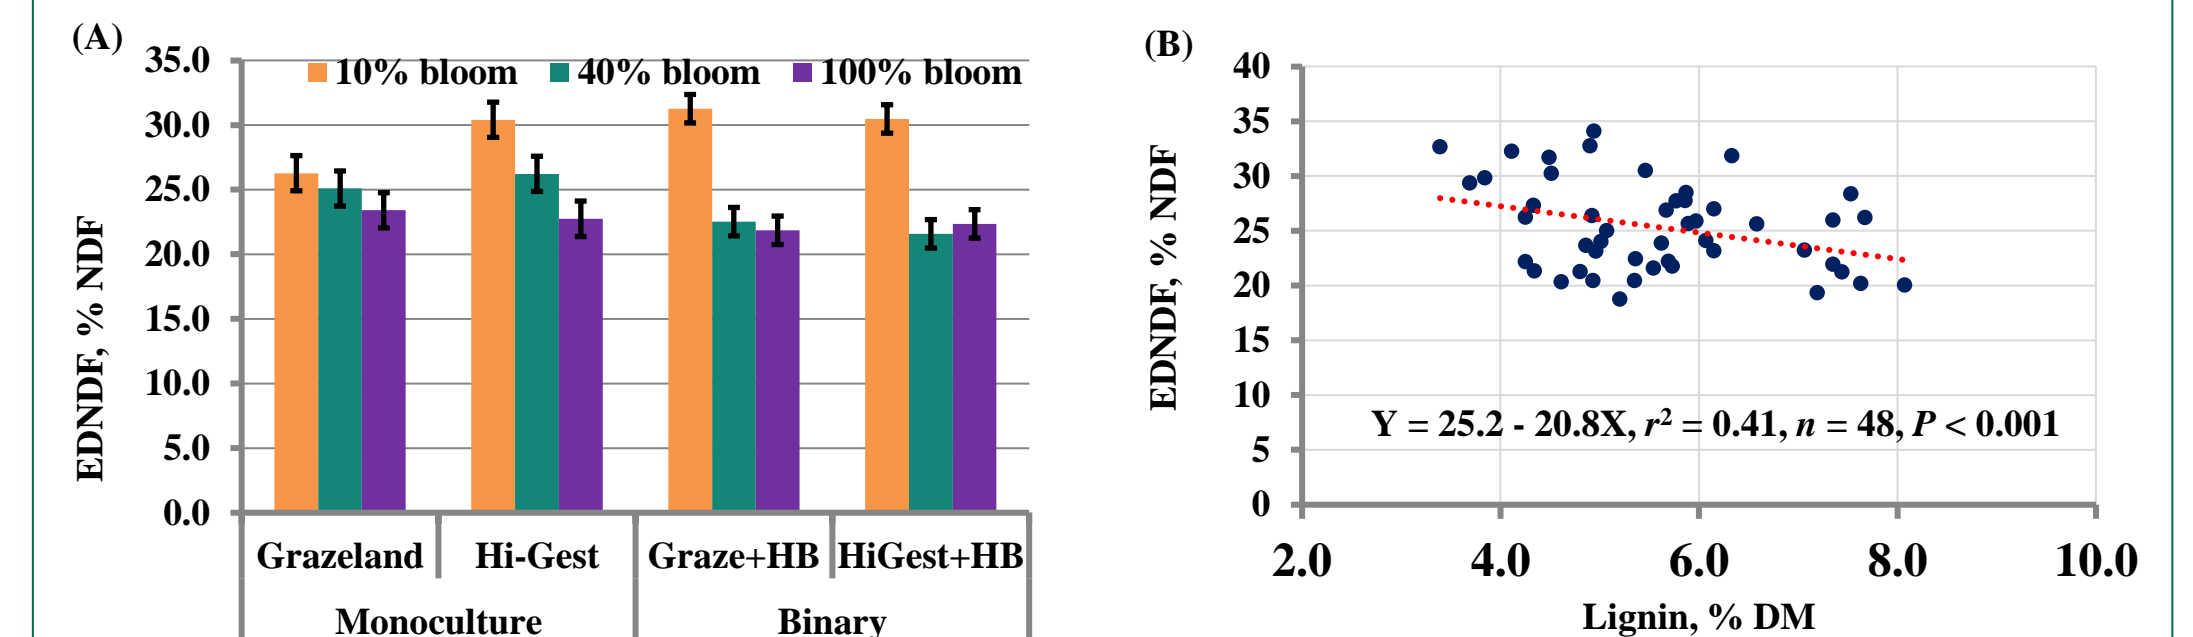 (A)
EDNDF, % NDF
35.0
30.0
25.0
20.0
15.0
10.0
5.0
0.0
10% bloom 40% bloom 100% bloom
Grazeland Hi-Gest Graze+HB HiGest+HB
Monoculture Binary
(B)
EDNDF, % NDF
40
35
30
25
20
15
10
5
0
Y = 25.2 - 20.8X, r² = 0.41, n = 48, P < 0.001
2.0 4.0 6.0 8.0 10.0
Lignin, % DM